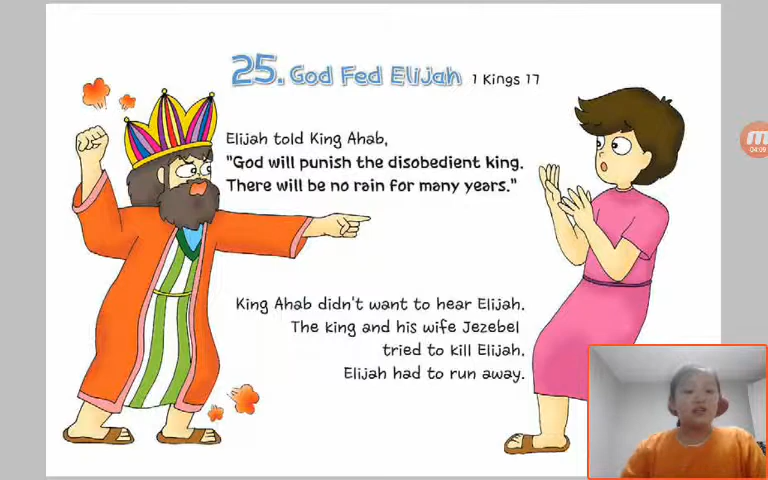 25. God Fed Elijah 1 Kings 17
Elijah told King Ahab,
"God will punish the disobedient king.
There will be no rain for many years."
King Ahab didn't want to hear Elijah.
The king and his wife Jezebel
tried to kill Elijah.
Elijah had to run away.
04:09